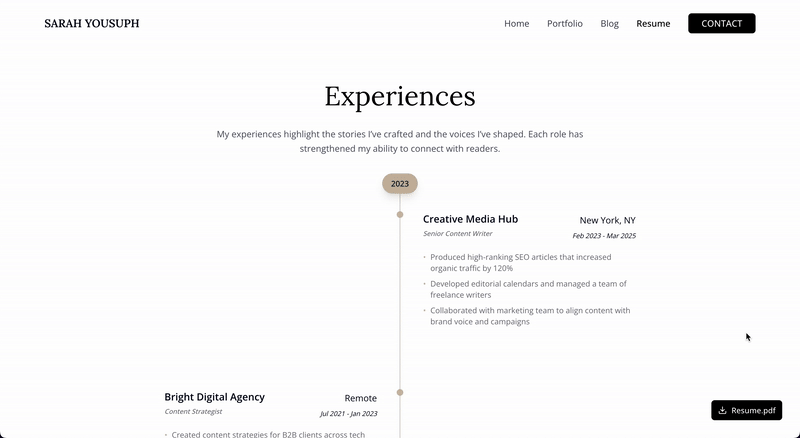 SARAH YOUSUPH
Home Portfolio Blog Resume CONTACT
Experiences
My experiences highlight the stories I've crafted and the voices I've shaped. Each role has
strengthened my ability to connect with readers.
2023
Creative Media Hub New York, NY
Senior Content Writer Feb 2023 - Mar 2025
• Produced high-ranking SEO articles that increased
organic traffic by 120%
• Developed editorial calendars and managed a team of
freelance writers
• Collaborated with marketing team to align content with
brand voice and campaigns
Bright Digital Agency Remote
Content Strategist Jul 2021 - Jan 2023
• Created content strategies for B2B clients across tech
Resume.pdf